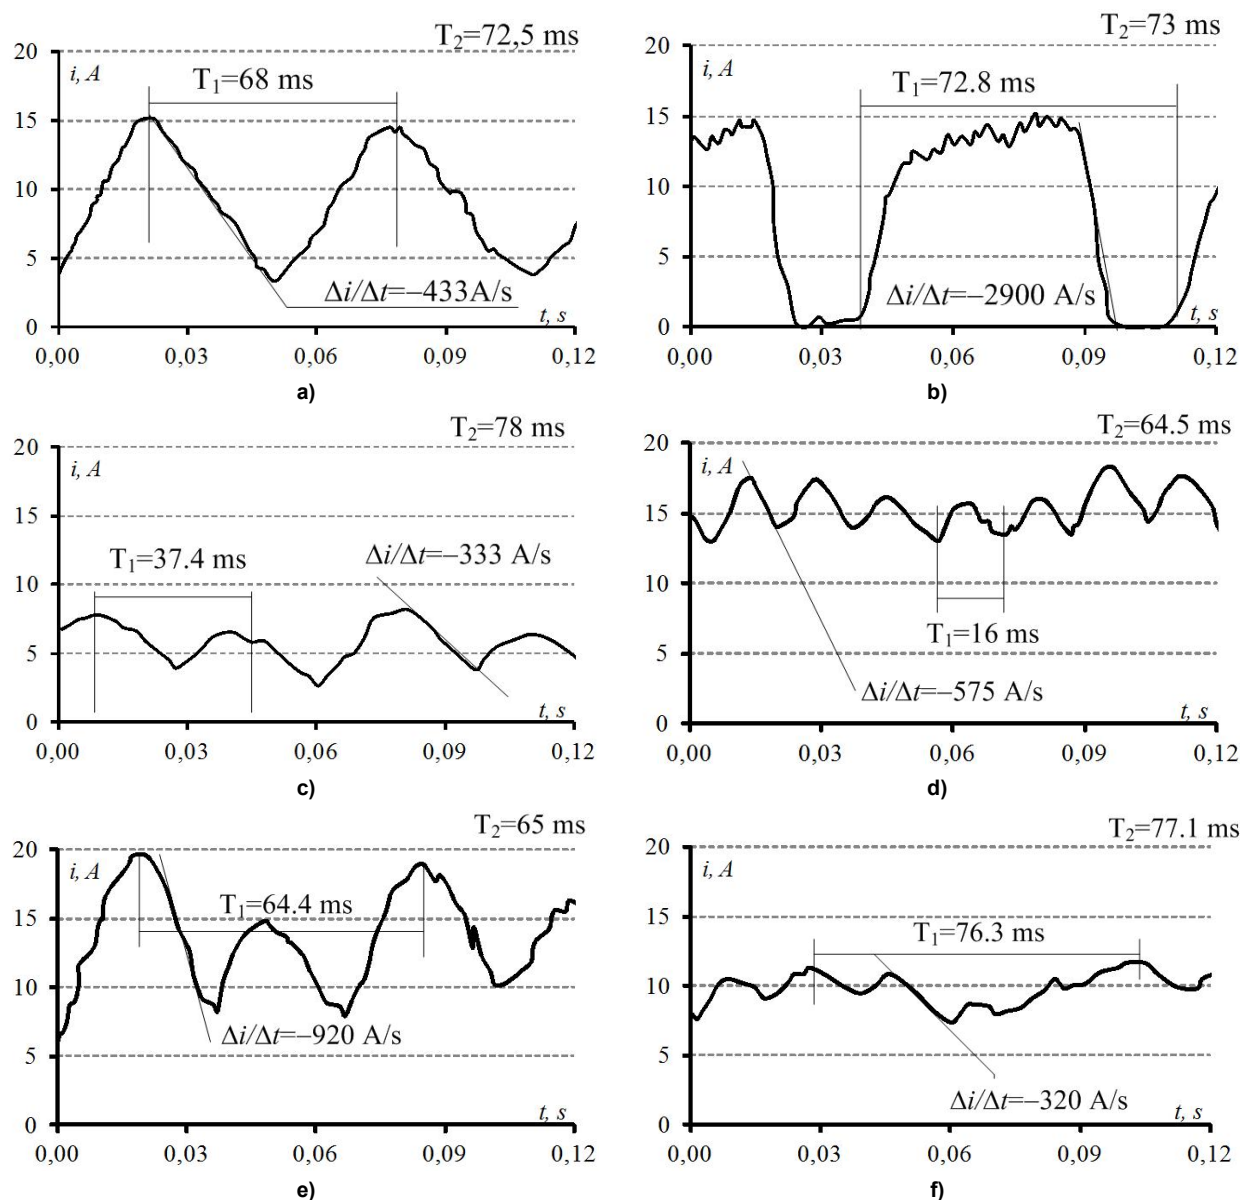 T2=72,5 ms
20
i, A
T1=68 ms
15
10
5
Δi/Δt=–433A/s
t, s
0
0,00 0,03 0,06 0,09 0,12
a)
T2=73 ms
20
i, A
T1=72.8 ms
15
10
5
Δi/Δt=–2900 A/s
t, s
0
0,00 0,03 0,06 0,09 0,12
b)
T2=78 ms
20
i, A
15
T1=37.4 ms
Δi/Δt=–333 A/s
10
5
t, s
0
0,00 0,03 0,06 0,09 0,12
c)
T2=64.5 ms
20
i, A
15
10
T1=16 ms
5
Δi/Δt=–575 A/s
t, s
0
0,00 0,03 0,06 0,09 0,12
d)
T2=65 ms
20
i, A
T1=64.4 ms
15
10
Δi/Δt=–920 A/s
5
t, s
0
0,00 0,03 0,06 0,09 0,12
e)
T2=77.1 ms
20
i, A
15
T1=76.3 ms
10
5
Δi/Δt=–320 A/s
t, s
0
0,00 0,03 0,06 0,09 0,12
f)